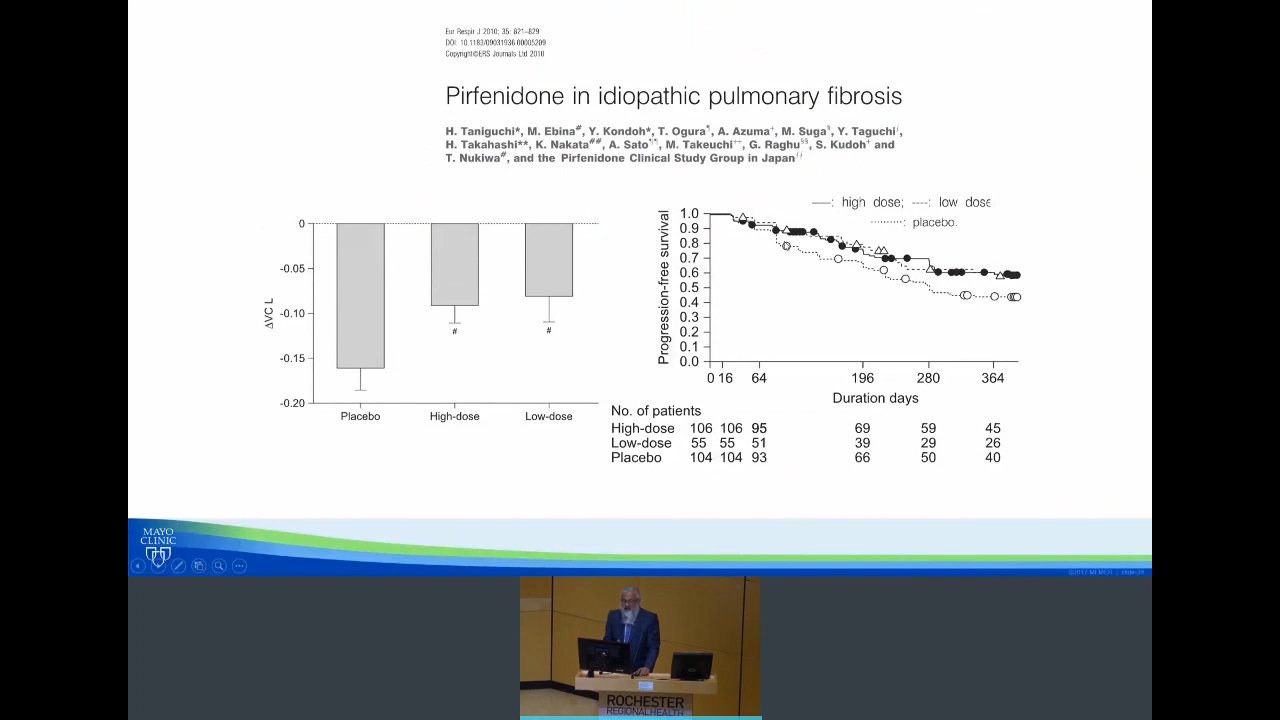 Eur Respir J 2010; 35: 821–829
DOI: 10.1183/09031936.00005209
Copyright©ERS Journals Ltd 2010
Pirfenidone in idiopathic pulmonary fibrosis
H. Taniguchi*, M. Ebina#, Y. Kondoh*, T. Ogura¶, A. Azuma+, M. Suga§, Y. Taguchi,
H. Takahashi**, K. Nakata##, A. Sato, M. Takeuchi++, G. Raghu§§, S. Kudoh+ and
T. Nukiwa#, and the Pirfenidone Clinical Study Group in Japan
0
-0.05
-0.10
-0.15
-0.20
ΔVC L
#
#
Placebo High-dose Low-dose
—: high dose; ----: low dose
........: placebo.
Progression-free survival
1.0
0.9
0.8
0.7
0.6
0.5
0.4
0.3
0.2
0.1
0.0
0 16 64 196 280 364
Duration days
No. of patients
High-dose 106 106 95 69 59 45
Low-dose 55 55 51 39 29 26
Placebo 104 104 93 66 50 40
MAYO
CLINIC
©2017 MFMER | slide-
ROCHESTER
REGIONAL HEALTH